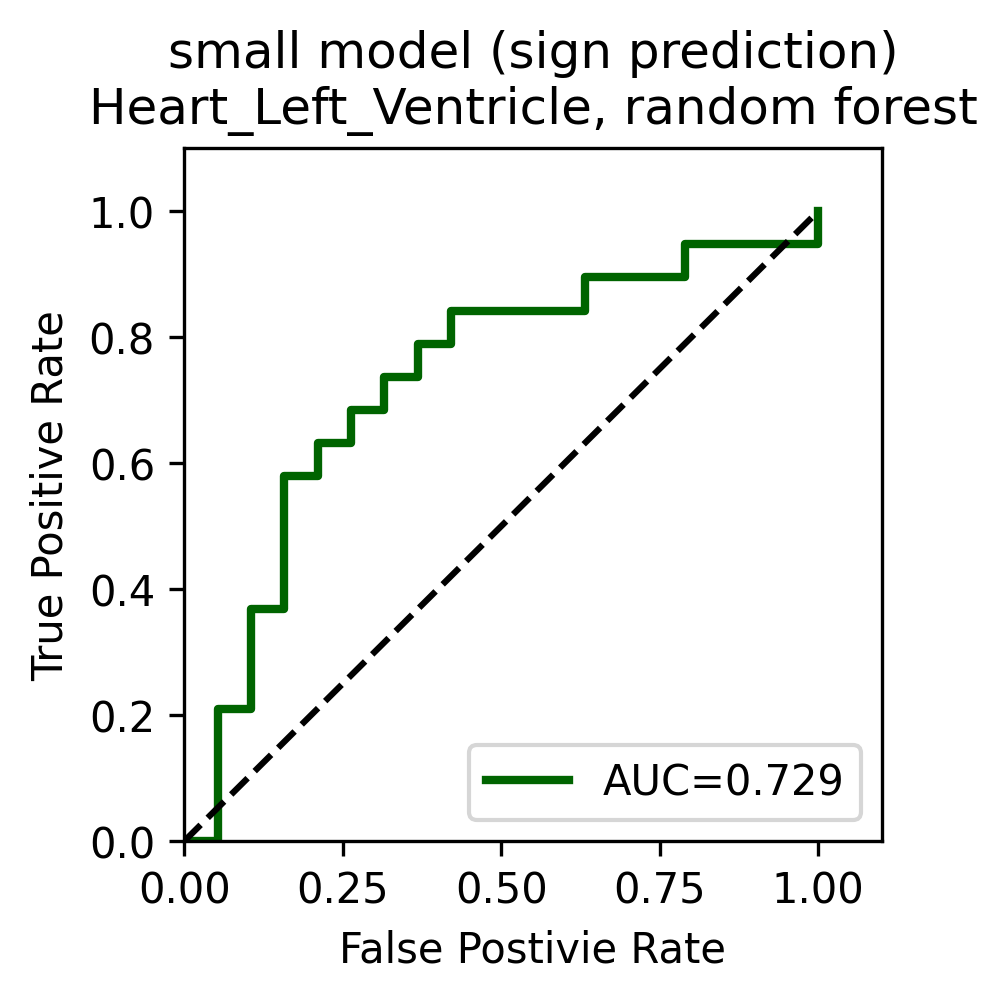 small model (sign prediction)
Heart_Left_Ventricle, random forest
True Positive Rate
1.0
0.8
0.6
0.4
0.2
0.0
AUC=0.729
0.00 0.25 0.50 0.75 1.00
False Postivie Rate